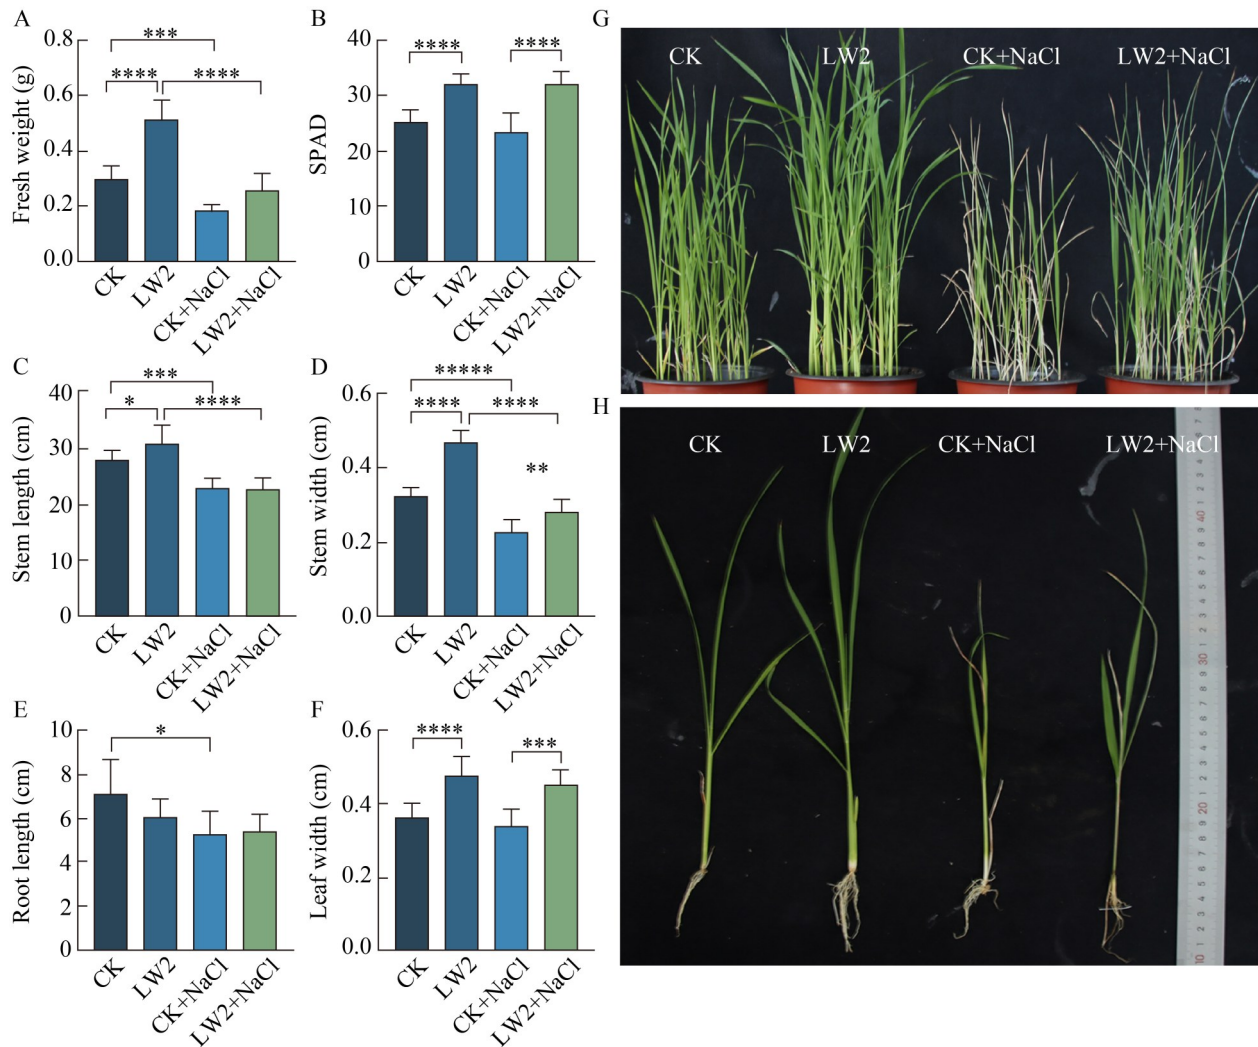 A
Fresh weight (g)
0.8
0.6
0.4
0.2
0.0
***
**** ****
CK
LW2
CK+NaCl
LW2+NaCl
B
SPAD
40
30
20
10
0
**** ****
CK
LW2
CK+NaCl
LW2+NaCl
C
Stem length (cm)
40
30
20
10
0
***
* ****
CK
LW2
CK+NaCl
LW2+NaCl
D
Stem width (cm)
0.6
0.4
0.2
0.0
*****
**** ****
**
CK
LW2
CK+NaCl
LW2+NaCl
E
Root length (cm)
10
8
6
4
2
0
*
CK
LW2
CK+NaCl
LW2+NaCl
F
Leaf width (cm)
0.6
0.4
0.2
0.0
**** ***
CK
LW2
CK+NaCl
LW2+NaCl
G
CK LW2 CK+NaCl LW2+NaCl
H
CK LW2 CK+NaCl LW2+NaCl
40
30
20
10